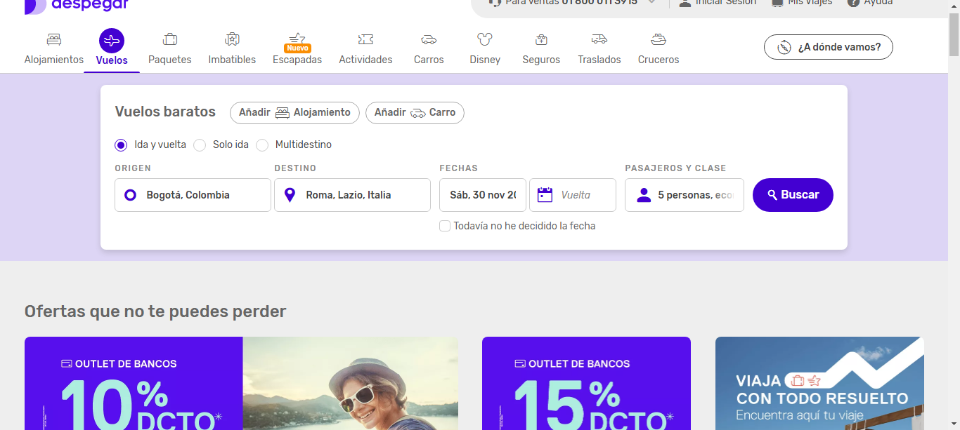 despegar
Para ventas 01 800 011 3915
Iniciar Sesión
Mis Viajes
Ayuda
Alojamientos
Vuelos
Paquetes
Imbatibles
Nuevo
Escapadas
Actividades
Carros
Disney
Seguros
Traslados
Cruceros
¿A dónde vamos?
Vuelos baratos
Añadir Alojamiento
Añadir Carro
Ida y vuelta
Solo ida
Multidestino
ORIGEN
DESTINO
FECHAS
PASAJEROS Y CLASE
Bogotá, Colombia
Roma, Lazio, Italia
Sáb, 30 nov 20
Vuelta
5 personas, eco
Buscar
Todavía no he decidido la fecha
Ofertas que no te puedes perder
OUTLET DE BANCOS
10%
DCTO*
OUTLET DE BANCOS
15%
DCTO*
VIAJA
CON TODO RESUELTO
Encuentra aquí tu viaje